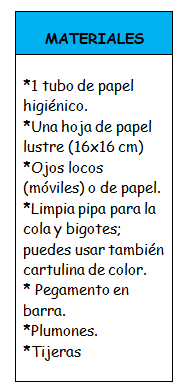 MATERIALES
*1 tubo de papel
higiénico.
*Una hoja de papel
lustre (16x16 cm)
*Ojos locos
(móviles) o de papel.
*Limpia pipa para la
cola y bigotes;
puedes usar también
cartulina de color.
* Pegamento en
barra.
*Plumones.
*Tijeras